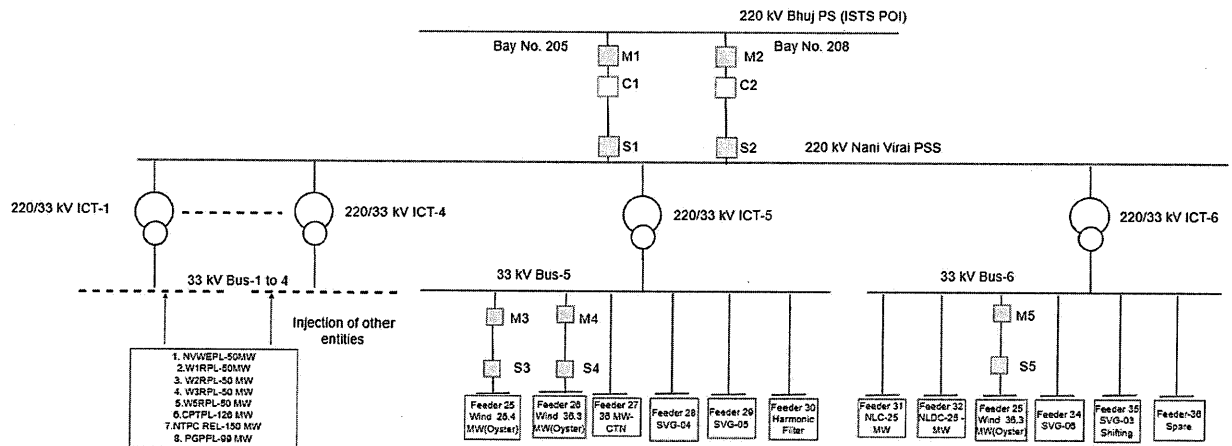 220 kV Bhuj PS (ISTS POI)
Bay No. 205
Bay No. 208
M1
M2
C1
C2
S1
S2
220 kV Nani Virai PSS
220/33 kV ICT-1
220/33 kV ICT-4
220/33 kV ICT-5
220/33 kV ICT-6
33 kV Bus-1 to 4
33 kV Bus-5
33 kV Bus-6
Injection of other
entities
M3
M4
M5
S3
S4
S5
1. NVWEPL-50MW
2.W1RPL-50MW
3. W2RPL-50 MW
4. W3RPL-50 MW
5.W5RPL-50 MW
6.CPTPL-126 MW
7.NTPC REL-150 MW
8. PGPPL-99 MW
Feeder 25
Wind 26.4
MW(Oyster)
Feeder 26
Wind 36.3
MW(Oyster)
Feeder 27
36 MW-
CTN
Feeder 28
SVG-04
Feeder 29
SVG-05
Feeder 30
Harmonic
Filter
Feeder 31
NLC-25
MW
Feeder 32
NLDC-25 -
MW
Feeder 25
Wind 36.3
MW(Oyster)
Feeder 34
SVG-06
Feeder 35
SVG-03
Shifting
Feeder-36
Spare